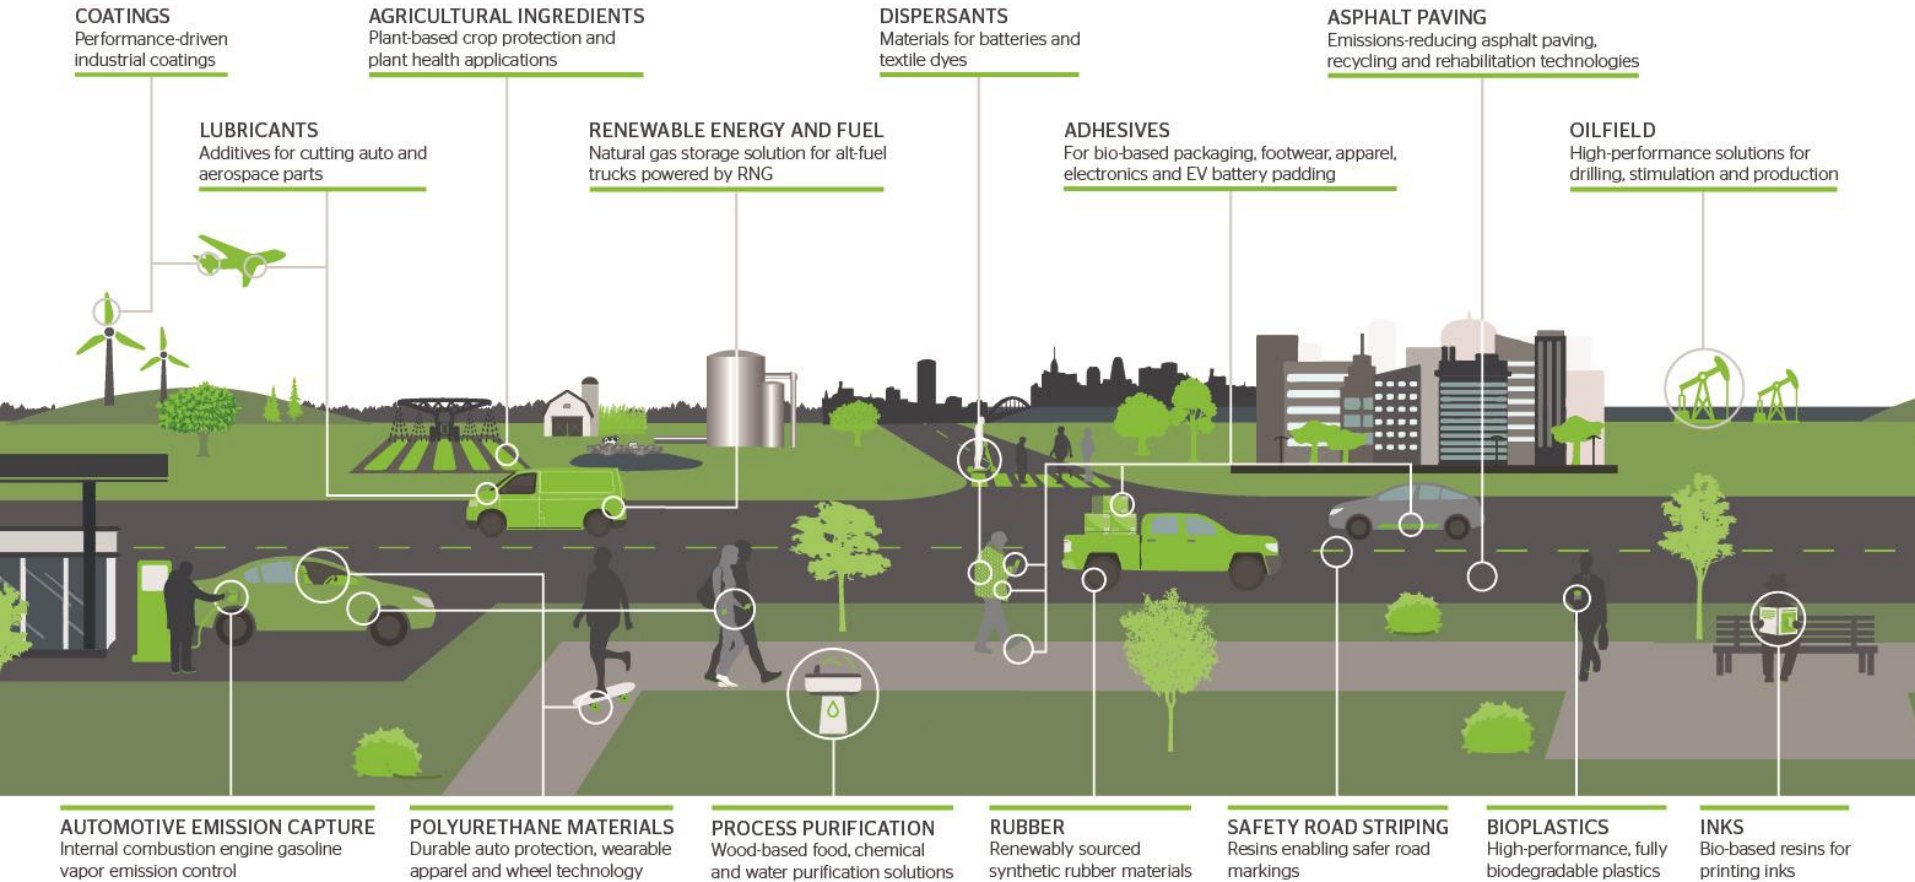 COATINGS
Performance-driven
industrial coatings
AGRICULTURAL INGREDIENTS
Plant-based crop protection and
plant health applications
DISPERSANTS
Materials for batteries and
textile dyes
ASPHALT PAVING
Emissions-reducing asphalt paving,
recycling and rehabilitation technologies
LUBRICANTS
Additives for cutting auto and
aerospace parts
RENEWABLE ENERGY AND FUEL
Natural gas storage solution for alt-fuel
trucks powered by RNG
ADHESIVES
For bio-based packaging, footwear, apparel,
electronics and EV battery padding
OILFIELD
High-performance solutions for
drilling, stimulation and production
AUTOMOTIVE EMISSION CAPTURE
Internal combustion engine gasoline
vapor emission control
POLYURETHANE MATERIALS
Durable auto protection, wearable
apparel and wheel technology
PROCESS PURIFICATION
Wood-based food, chemical
and water purification solutions
RUBBER
Renewably sourced
synthetic rubber materials
SAFETY ROAD STRIPING
Resins enabling safer road
markings
BIOPLASTICS
High-performance, fully
biodegradable plastics
INKS
Bio-based resins for
printing inks